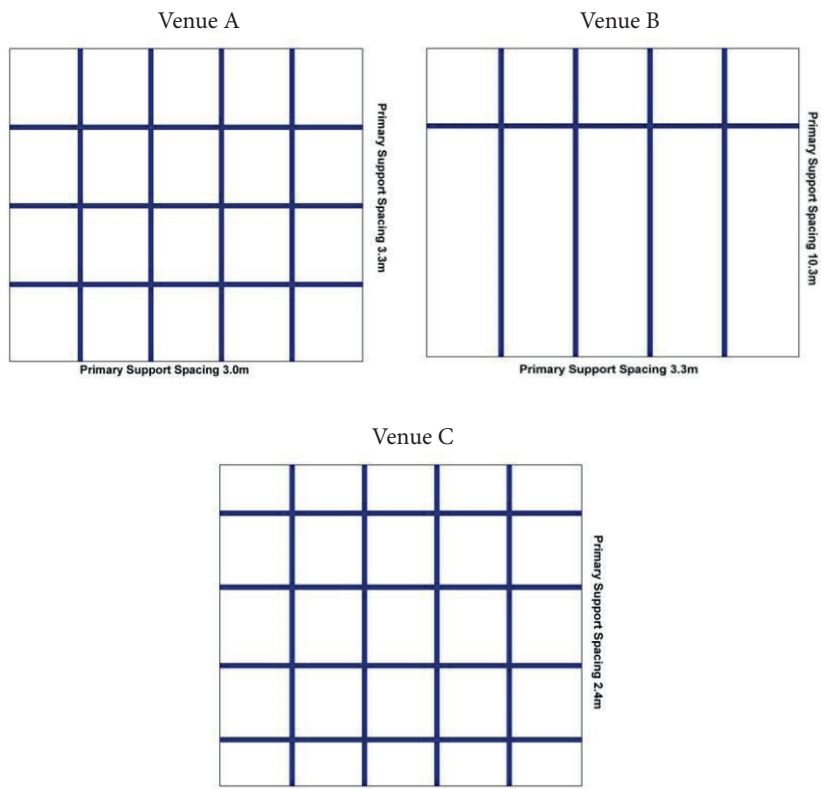 Venue A
Primary Support Spacing 3.3m
Primary Support Spacing 3.0m
Venue B
Primary Support Spacing 10.3m
Primary Support Spacing 3.3m
Venue C
Primary Support Spacing 2.4m